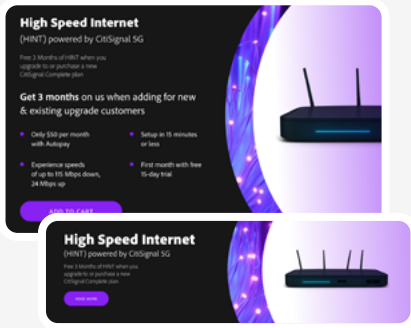 High Speed Internet
(HINT) powered by CitiSignal 5G
Free 3 Months of HINT when you
upgrade to or purchase a new
CitiSignal Complete plan
Get 3 months on us when adding for new
& existing upgrade customers
Only $50 per month
with Autopay
Setup in 15 minutes
or less
Experience speeds
of up to 115 Mbps down,
24 Mbps up
First month with free
15-day trial
ADD TO CART
High Speed Internet
(HINT) powered by CitiSignal 5G
Free 3 Months of HINT when you
upgrade to or purchase a new
CitiSignal Complete plan
READ MORE